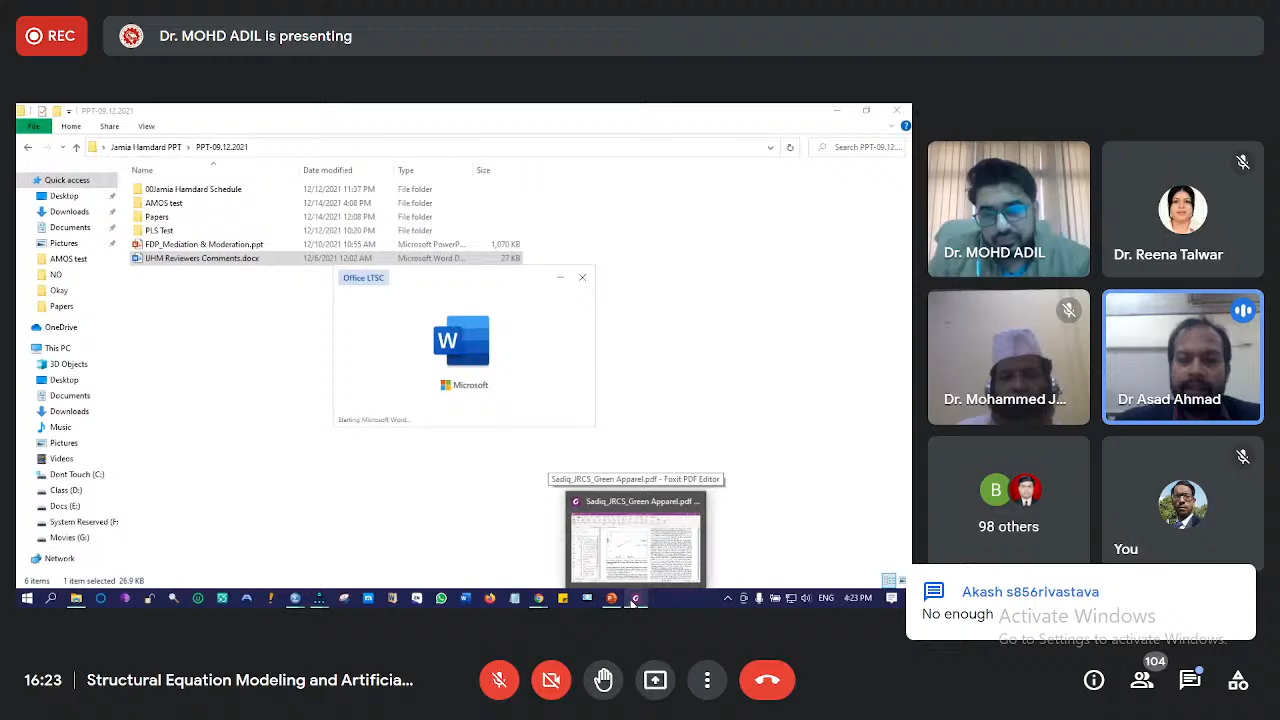 REC
Dr. MOHD ADIL is presenting
PPT-09.12.2021
File Home Share View
Jamia Hamdard PPT › PPT-09.12.2021
Search PPT-09.12....
Name Date modified Type Size
Quick access
Desktop
Downloads
Documents
Pictures
AMOS test
NO
Okay
Papers
OneDrive
This PC
3D Objects
Desktop
Documents
Downloads
Music
Pictures
Videos
Dont Touch (C:)
Class (D:)
Docs (E:)
System Reserved (F:
Movies (G:)
Network
00Jamia Hamdard Schedule 12/12/2021 11:37 PM File folder
AMOS test 12/14/2021 4:08 PM File folder
Papers 12/14/2021 12:08 PM File folder
PLS Test 12/12/2021 10:20 PM File folder
FDP_Mediation & Moderation.ppt 12/10/2021 10:55 AM Microsoft PowerP... 1,070 KB
IJHM Reviewers Comments.docx 12/6/2021 12:02 AM Microsoft Word D... 27 KB
Office LTSC
W
Microsoft
Starting Microsoft Word...
Sadiq_JRCS_Green Apparel.pdf - Foxit PDF Editor
Sadiq_JRCS_Green Apparel.pdf ...
6 items 1 item selected 26.9 KB
ENG 4:23 PM
Dr. MOHD ADIL
Dr. Reena Talwar
Dr. Mohammed J...
Dr Asad Ahmad
B
98 others
You
Akash s856rivastava
No enough
Activate Windows
Go to Settings to activate Windows.
16:23 Structural Equation Modeling and Artificia...
104